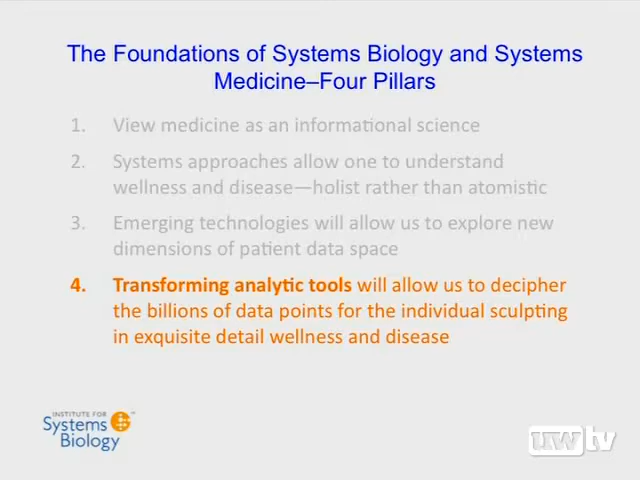 The Foundations of Systems Biology and Systems
Medicine–Four Pillars
1. View medicine as an informational science
2. Systems approaches allow one to understand
wellness and disease—holist rather than atomistic
3. Emerging technologies will allow us to explore new
dimensions of patient data space
4. Transforming analytic tools will allow us to decipher
the billions of data points for the individual sculpting
in exquisite detail wellness and disease
INSTITUTE FOR
Systems
Biology
uwtv